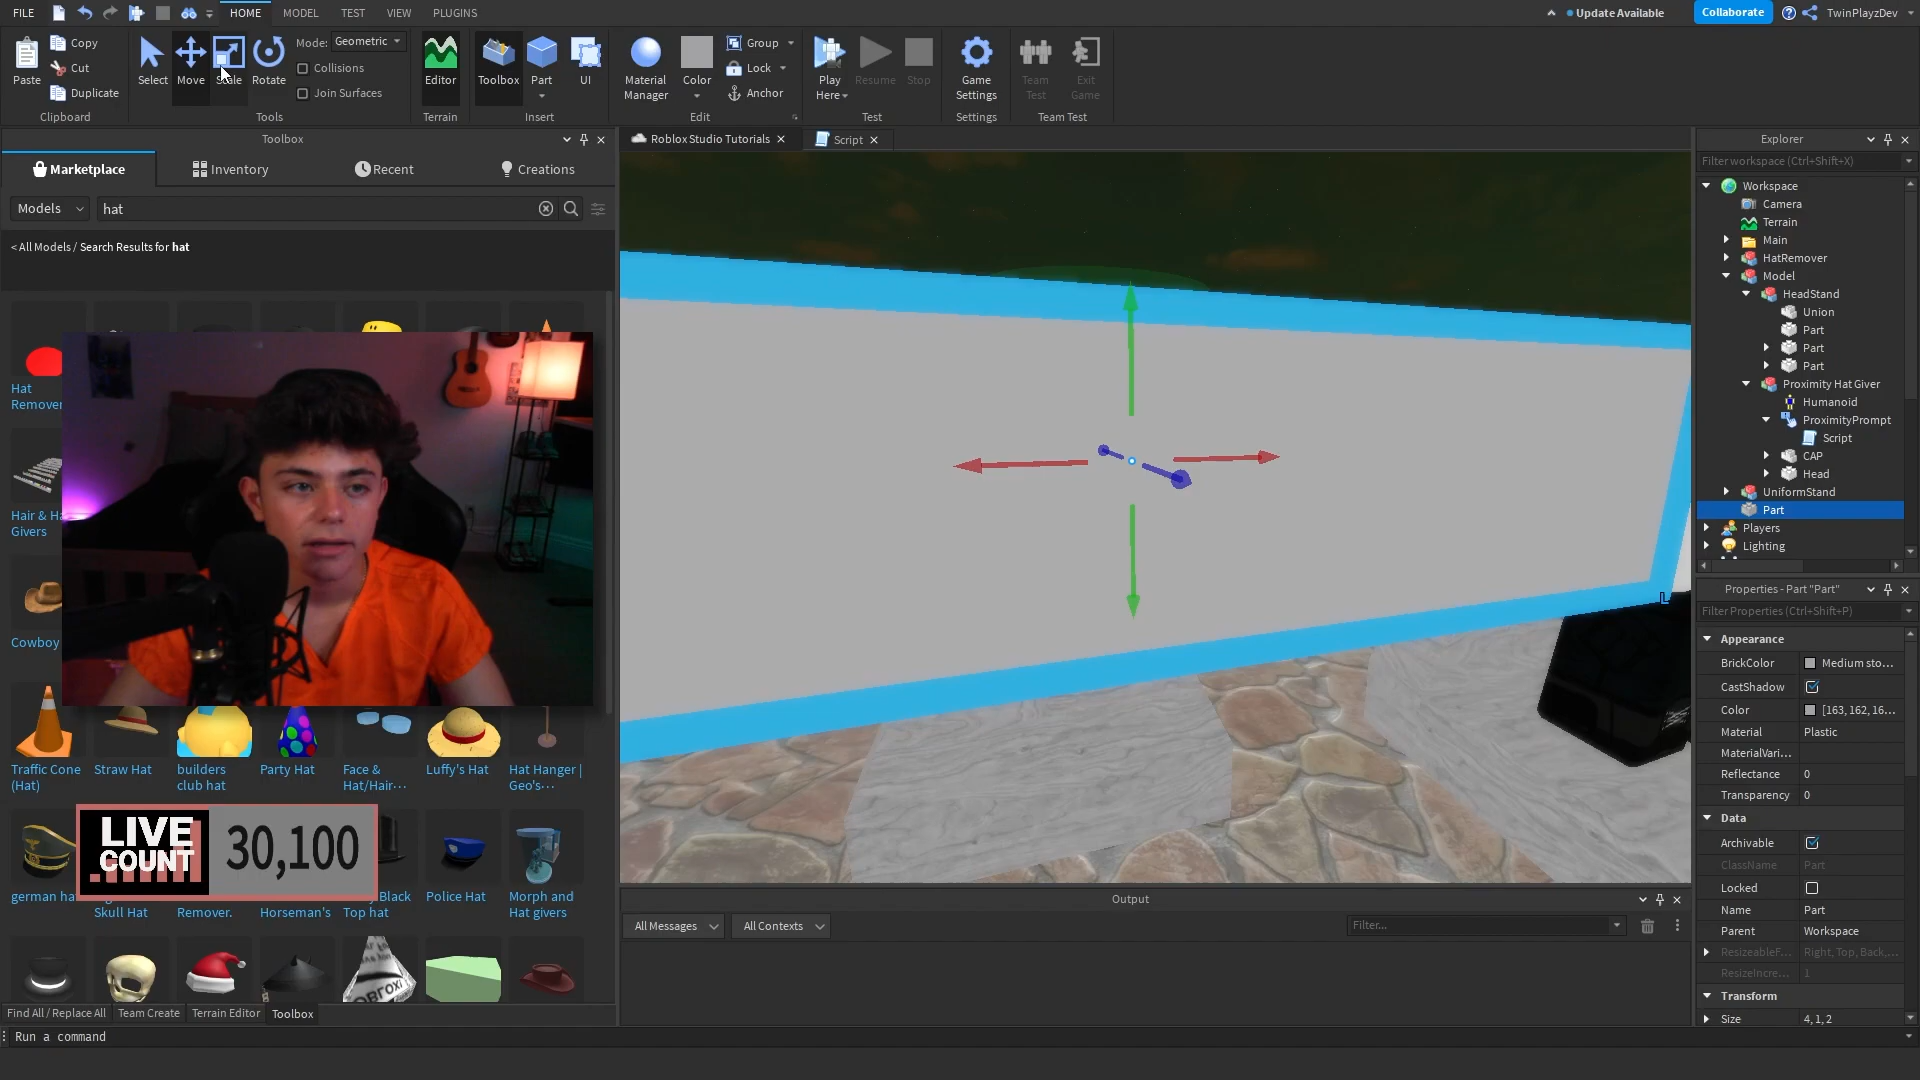 FILE HOME MODEL TEST VIEW PLUGINS Update Available Collaborate TwinPlayzDev
Paste Copy Cut Duplicate Clipboard
Select Move Scale Rotate Mode: Geometric Collisions Join Surfaces Tools
Editor Terrain
Toolbox Part UI Insert
Material Manager Color Group Lock Anchor Edit
Play Here Resume Stop Test
Game Settings Settings
Team Test Exit Game Team Test
Toolbox
Marketplace Inventory Recent Creations
Models hat
< All Models / Search Results for hat
Hat
Remover
Hair & Ha
Givers
Cowboy
Traffic Cone (Hat)
Straw Hat
builders club hat
Party Hat
Face & Hat/Hair···
Luffy's Hat
Hat Hanger | Geo's···
german ha
Skull Hat
Remover.
Horseman's
Black
Top hat
Police Hat
Morph and Hat givers
LIVE
COUNT
30,100
ROBLOXI
Find All / Replace All Team Create Terrain Editor Toolbox
Run a command
Roblox Studio Tutorials Script
L
Output
All Messages All Contexts Filter...
Explorer
Filter workspace (Ctrl+Shift+X)
Workspace
Camera
Terrain
Main
HatRemover
Model
HeadStand
Union
Part
Part
Part
Proximity Hat Giver
Humanoid
ProximityPrompt
Script
CAP
Head
UniformStand
Part
Players
Lighting
Properties - Part "Part"
Filter Properties (Ctrl+Shift+P)
Appearance
BrickColor Medium sto...
CastShadow
Color [163, 162, 16...
Material Plastic
MaterialVari...
Reflectance 0
Transparency 0
Data
Archivable
ClassName Part
Locked
Name Part
Parent Workspace
ResizeableF... Right, Top, Back,...
ResizeIncre... 1
Transform
Size 4, 1, 2